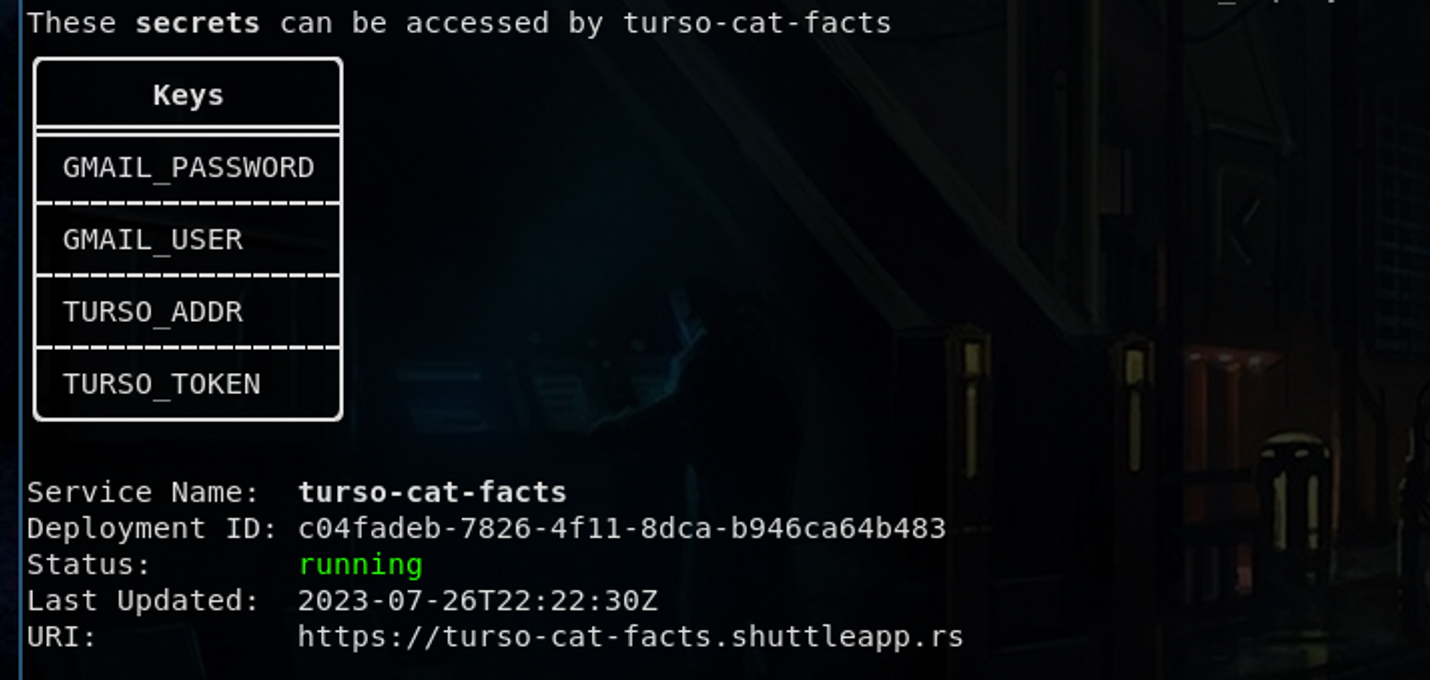 These secrets can be accessed by turso-cat-facts
Keys
GMAIL_PASSWORD
GMAIL_USER
TURSO_ADDR
TURSO_TOKEN
Service Name: turso-cat-facts
Deployment ID: c04fadeb-7826-4f11-8dca-b946ca64b483
Status: running
Last Updated: 2023-07-26T22:22:30Z
URI: https://turso-cat-facts.shuttleapp.rs